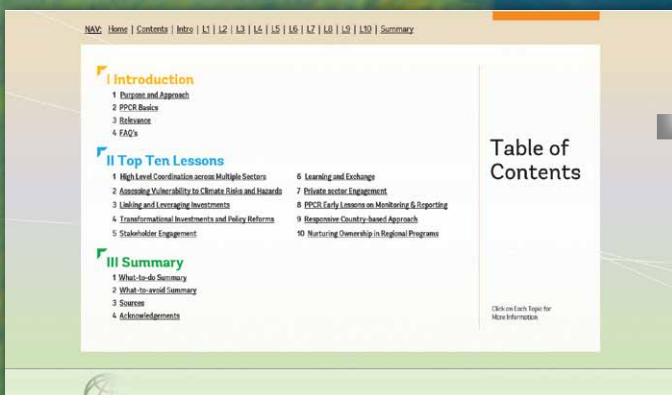 NAV: Home | Contents | Intro | L1 | L2 | L3 | L4 | L5 | L6 | L7 | L8 | L9 | L10 | Summary
I Introduction
1 Purpose and Approach
2 PPCR Basics
3 Relevance
4 FAQ's
II Top Ten Lessons
1 High Level Coordination across Multiple Sectors
2 Assessing Vulnerability to Climate Risks and Hazards
3 Linking and Leveraging Investments
4 Transformational Investments and Policy Reforms
5 Stakeholder Engagement
6 Learning and Exchange
7 Private sector Engagement
8 PPCR Early Lessons on Monitoring & Reporting
9 Responsive Country-based Approach
10 Nurturing Ownership in Regional Programs
III Summary
1 What-to-do Summary
2 What-to-avoid Summary
3 Sources
4 Acknowledgements
Table of
Contents
Click on Each Topic for
More Information